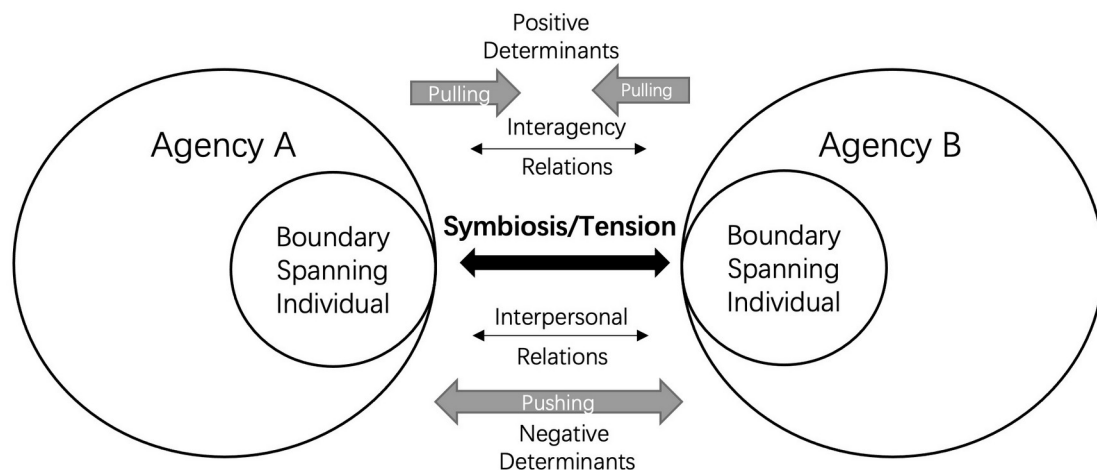 Positive
Determinants
Pulling
Pulling
Agency A
Interagency
Relations
Agency B
Symbiosis/Tension
Boundary
Spanning
Individual
Boundary
Spanning
Individual
Interpersonal
Relations
Pushing
Negative
Determinants